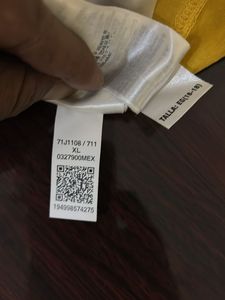 71J1108 / 711
XL
0327900MEX
194998574275
TALLA: EG(16-18)